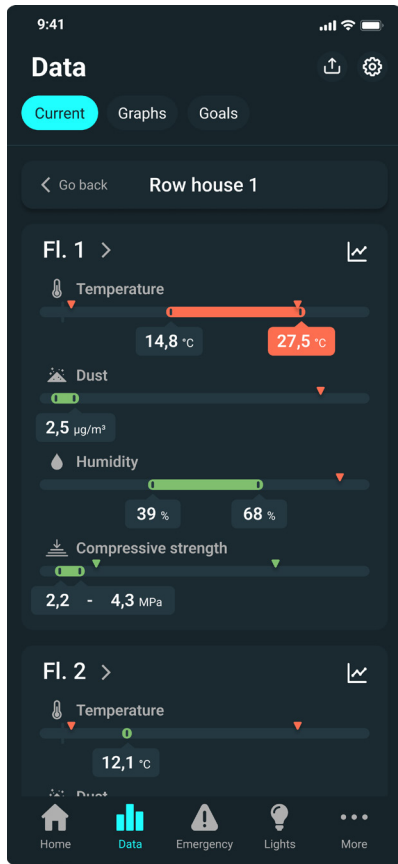 9:41
Data
Current Graphs Goals
Go back Row house 1
Fl. 1
Temperature
14,8 °C 27,5 °C
Dust
2,5 µg/m³
Humidity
39 % 68 %
Compressive strength
2,2 - 4,3 MPa
Fl. 2
Temperature
12,1 °C
Dust
Home Data Emergency Lights More